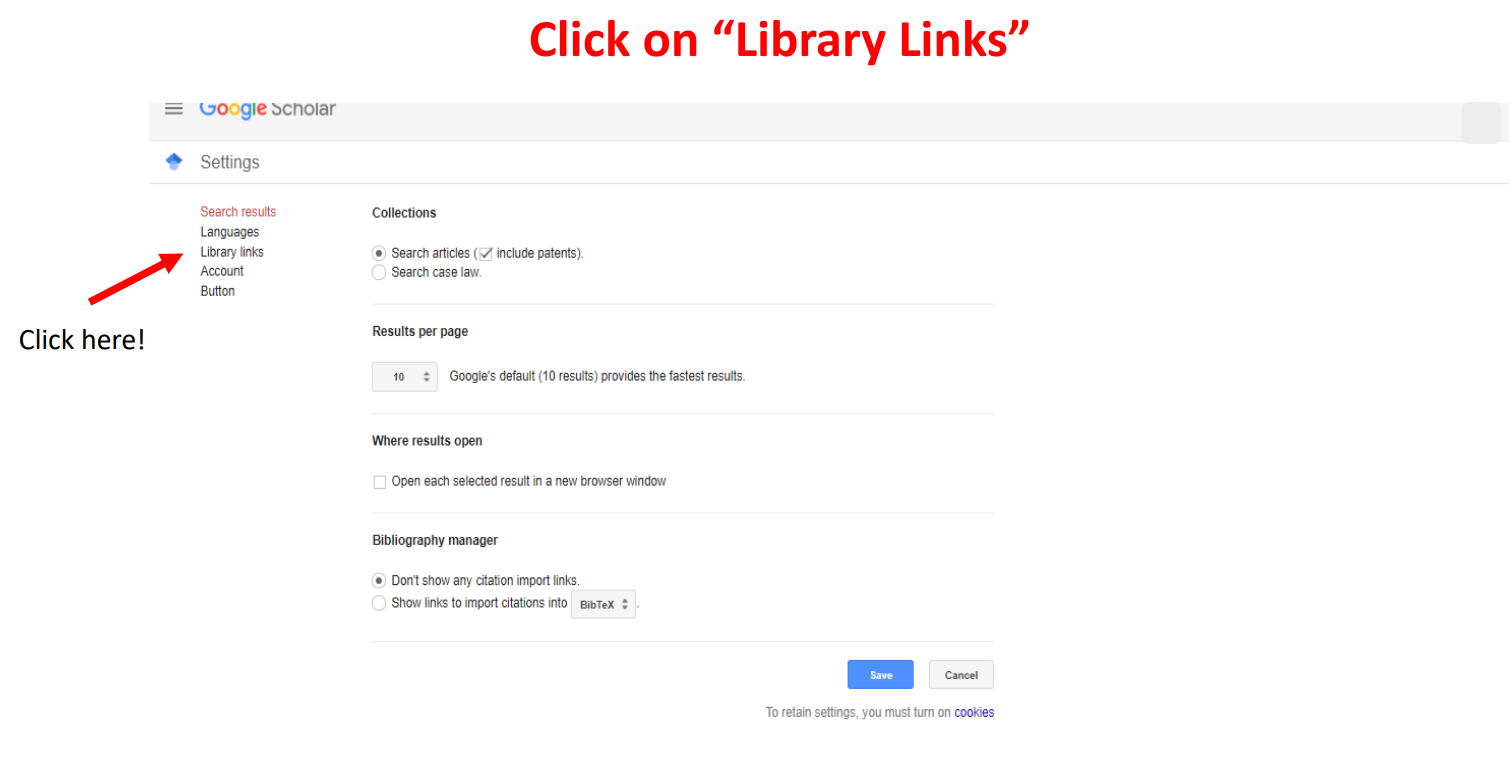 Click on “Library Links”
Google Scholar
Settings
Search results
Languages
Library links
Account
Button
Click here!
Collections
Search articles (include patents).
Search case law.
Results per page
10 Google's default (10 results) provides the fastest results.
Where results open
Open each selected result in a new browser window
Bibliography manager
Don't show any citation import links.
Show links to import citations into BibTeX .
Save Cancel
To retain settings, you must turn on cookies